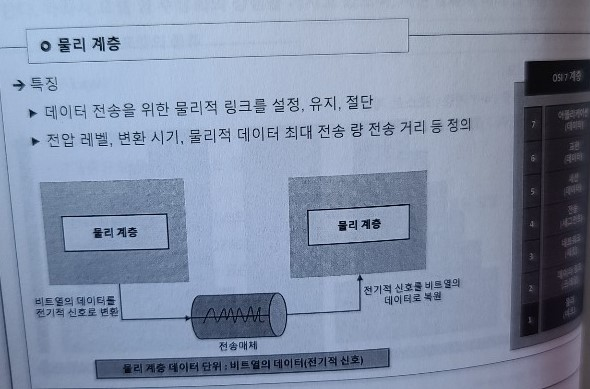 물리 계층
특징
데이터 전송을 위한 물리적 링크를 설정, 유지, 절단
전압 레벨, 변환 시기, 물리적 데이터 최대 전송 량 전송 거리 등 정의
물리 계층
물리 계층
비트열의 데이터를
전기적 신호로 변환
전기적 신호를 비트열의
데이터로 복원
전송매체
물리 계층 데이터 단위 : 비트열의 데이터(전기적 신호)
OSI 7 계층
7
6
5
4
3
2
1